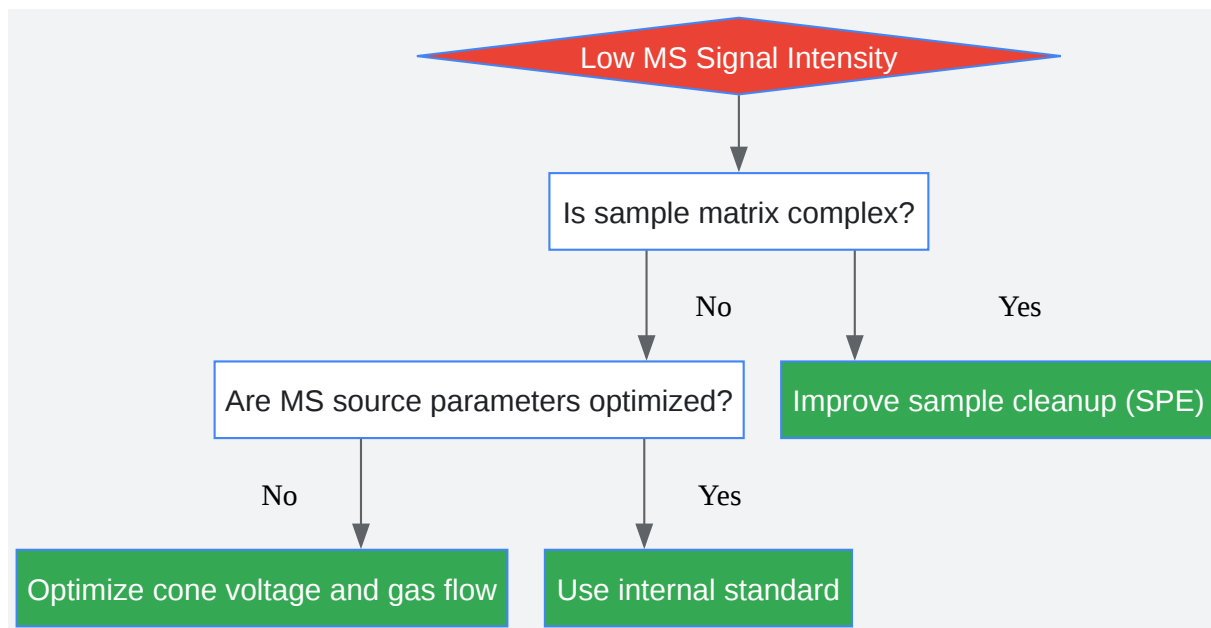 Low MS Signal Intensity
Is sample matrix complex?
No
Yes
Are MS source parameters optimized?
Improve sample cleanup (SPE)
No
Yes
Optimize cone voltage and gas flow
Use internal standard